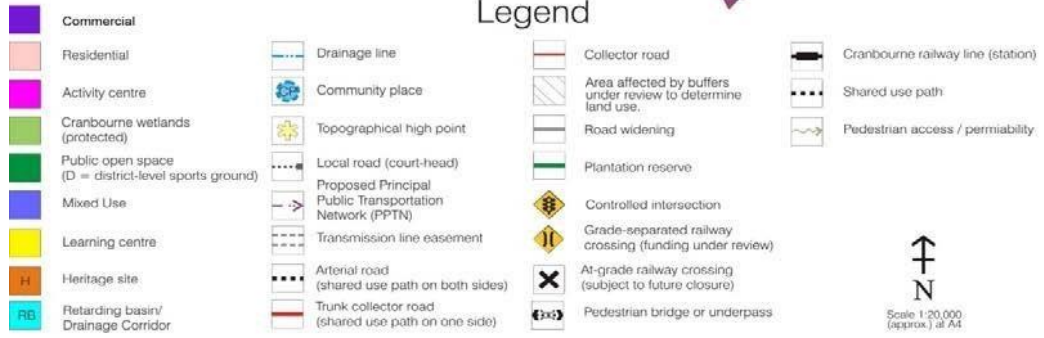 Legend
Commercial
Residential
Activity centre
Cranbourne wetlands
(protected)
Public open space
(D = district-level sports ground)
Mixed Use
Learning centre
H
Heritage site
RB
Retarding basin/
Drainage Corridor
Drainage line
CP
Community place
Topographical high point
Local road (court-head)
Proposed Principal
Public Transportation
Network (PPTN)
Transmission line easement
Arterial road
(shared use path on both sides)
Trunk collector road
(shared use path on one side)
Collector road
Area affected by buffers
under review to determine
land use.
Road widening
Plantation reserve
Controlled intersection
Grade-separated railway
crossing (funding under review)
At-grade railway crossing
(subject to future closure)
Pedestrian bridge or underpass
Cranbourne railway line (station)
Shared use path
Pedestrian access / permiability
N
Scale 1:20,000
(approx.) at A4